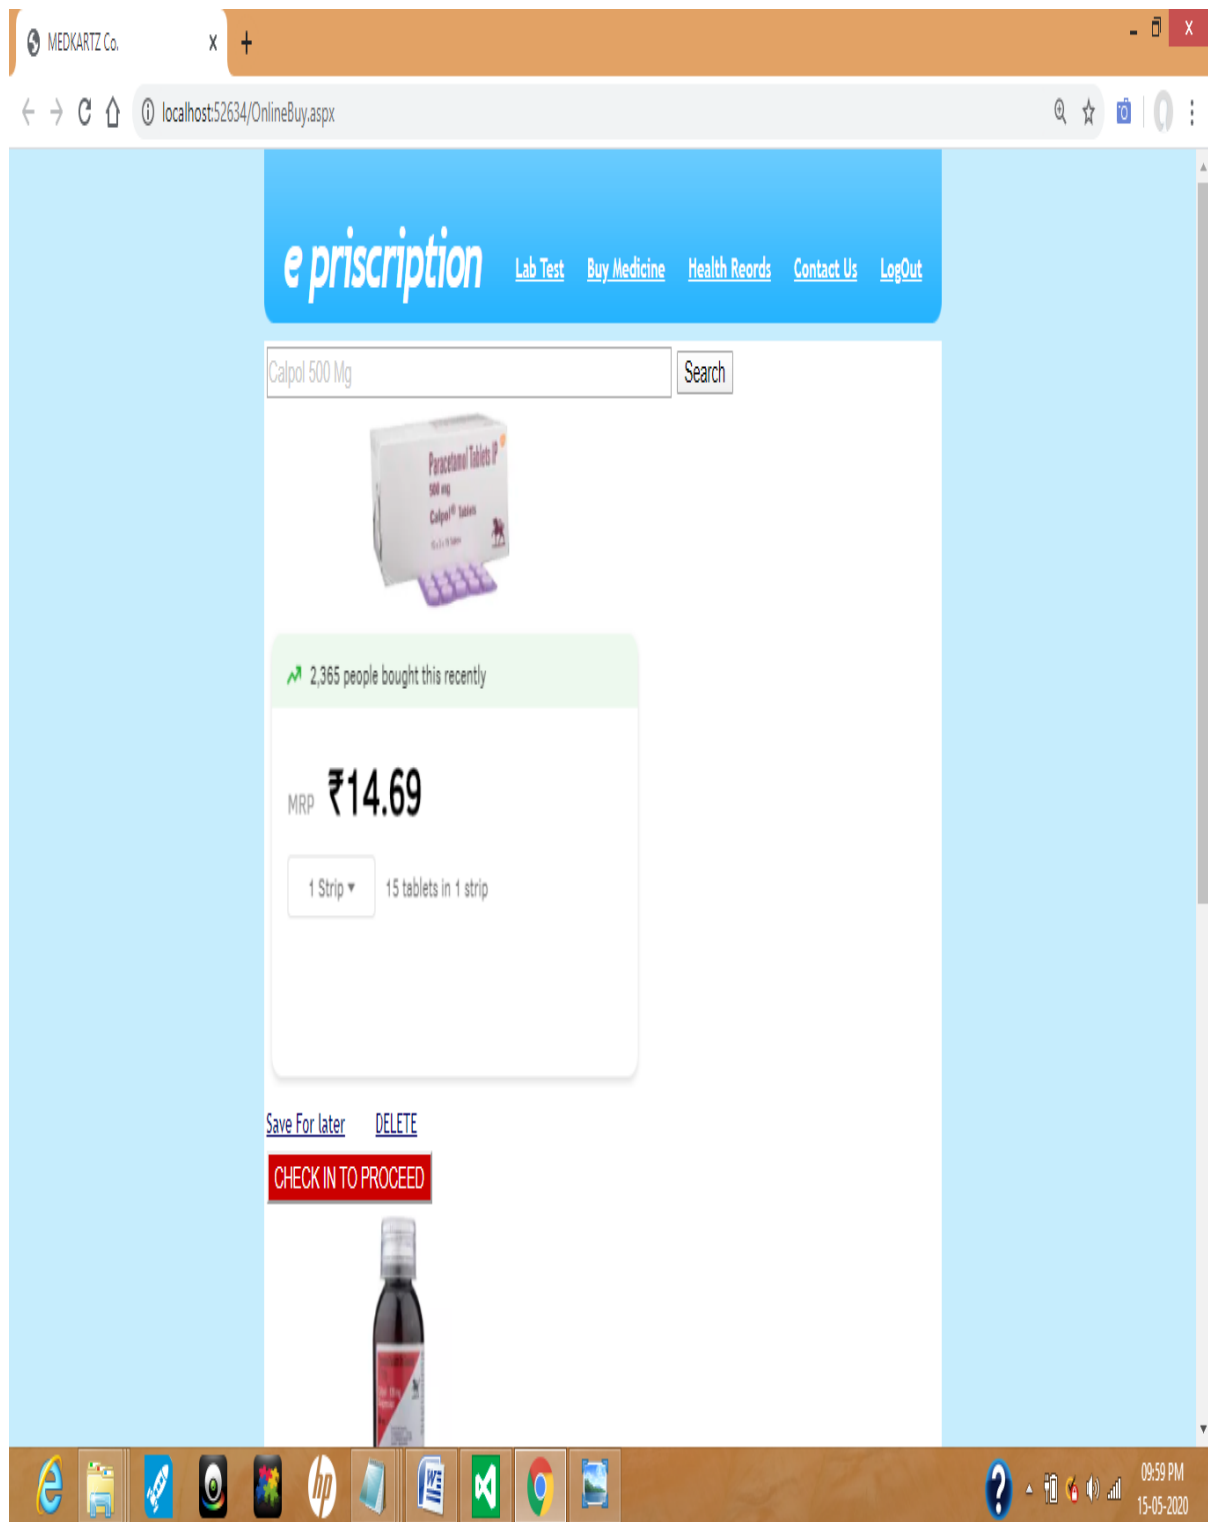 MEDKARTZ Co.
localhost:52634/OnlineBuy.aspx
e priscription
Lab Test Buy Medicine Health Reords Contact Us LogOut
Calpol 500 Mg Search
Paracetamol Tablets IP
500 mg
Calpol® Tablets
2,365 people bought this recently
MRP ₹14.69
1 Strip 15 tablets in 1 strip
Save For later DELETE
CHECK IN TO PROCEED
hp
09:59 PM
15-05-2020